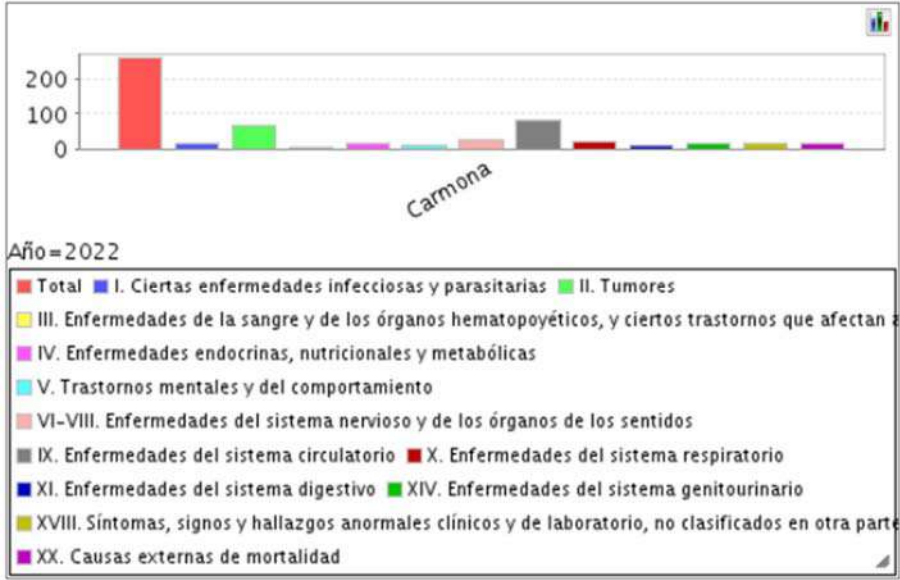 200
100
0
Carmona
Año=2022
Total I. Ciertas enfermedades infecciosas y parasitarias II. Tumores
III. Enfermedades de la sangre y de los órganos hematopoyéticos, y ciertos trastornos que afectan a
IV. Enfermedades endocrinas, nutricionales y metabólicas
V. Trastornos mentales y del comportamiento
VI-VIII. Enfermedades del sistema nervioso y de los órganos de los sentidos
IX. Enfermedades del sistema circulatorio X. Enfermedades del sistema respiratorio
XI. Enfermedades del sistema digestivo XIV. Enfermedades del sistema genitourinario
XVIII. Síntomas, signos y hallazgos anormales clínicos y de laboratorio, no clasificados en otra parte
XX. Causas externas de mortalidad